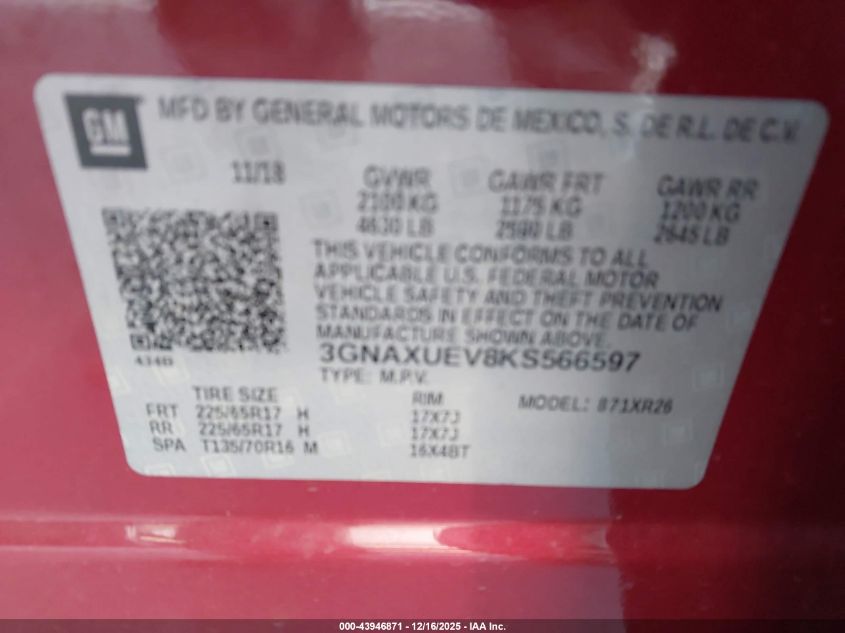 GM
MFD BY GENERAL MOTORS DE MEXICO, S. DE R.L. DE C.V.
11/18 GVWR GAWR FRT GAWR RR
2100 KG 1175 KG 1200 KG
4630 LB 2590 LB 2645 LB
THIS VEHICLE CONFORMS TO ALL
APPLICABLE U.S. FEDERAL MOTOR
VEHICLE SAFETY AND THEFT PREVENTION
STANDARDS IN EFFECT ON THE DATE OF
MANUFACTURE SHOWN ABOVE.
3GNAXUEV8KS566597
TYPE: M.P.V.
TIRE SIZE RIM MODEL: 871XR26
FRT 225/65R17 H 17X7J
RR 225/65R17 H 17X7J
SPA T135/70R16 M 16X4BT
000-43946871 - 12/16/2025 - IAA Inc.